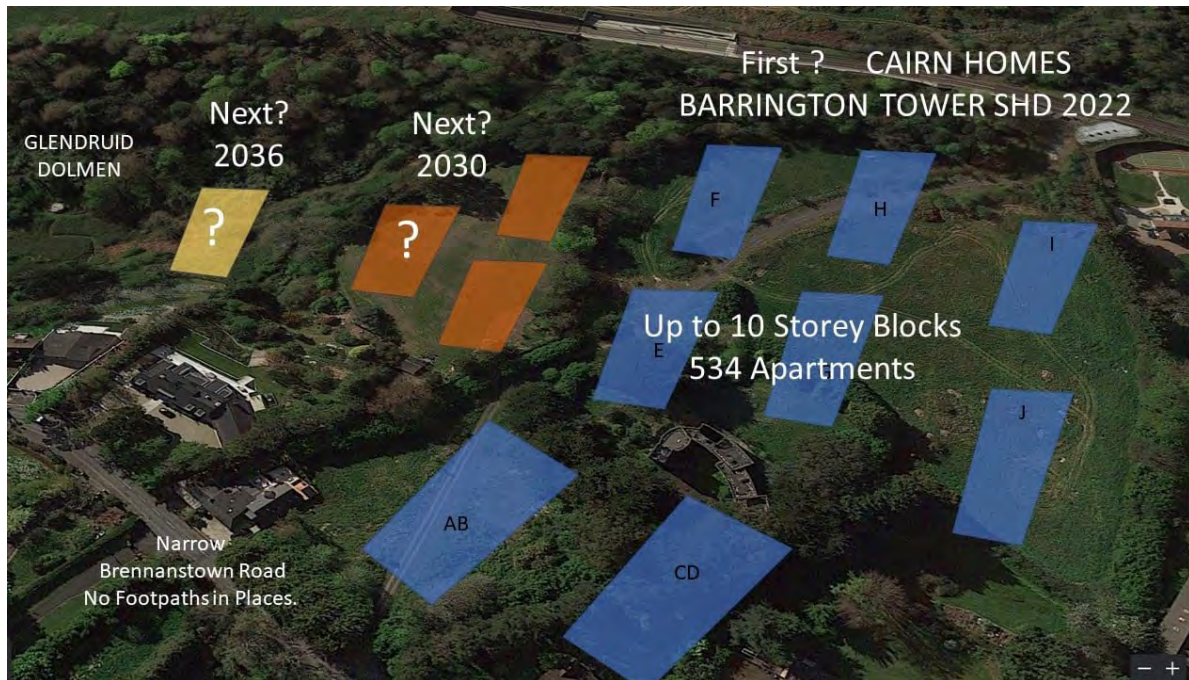 First ? CAIRN HOMES
BARRINGTON TOWER SHD 2022
Next?
2036
Next?
2030
GLENDRUID
DOLMEN
?
?
F
H
I
E
Up to 10 Storey Blocks
534 Apartments
J
AB
CD
Narrow
Brennanstown Road
No Footpaths in Places.
− +